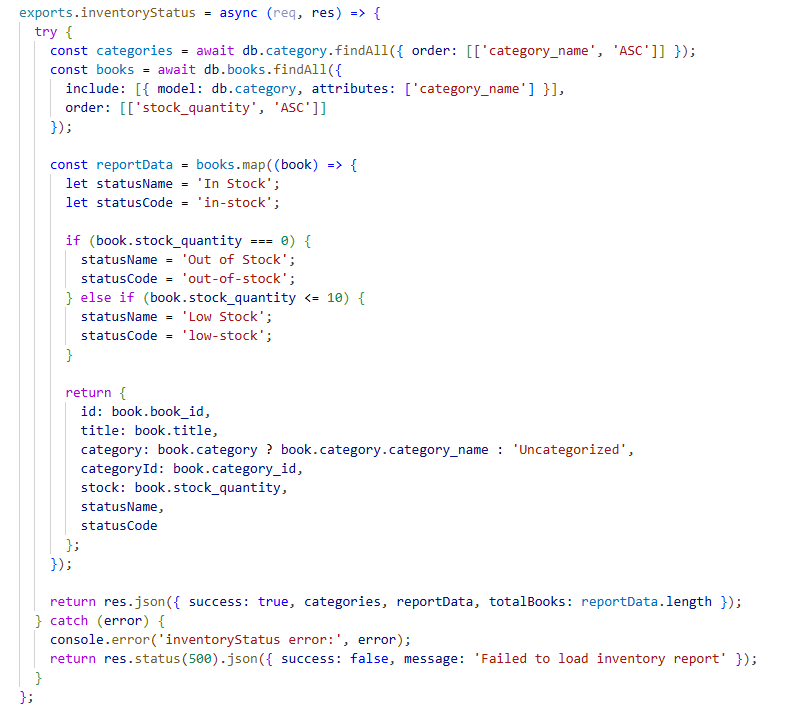 exports.inventoryStatus = async (req, res) => {
  try {
    const categories = await db.category.findAll({ order: [['category_name', 'ASC']] });
    const books = await db.books.findAll({
      include: [{ model: db.category, attributes: ['category_name'] }],
      order: [['stock_quantity', 'ASC']]
    });

    const reportData = books.map((book) => {
      let statusName = 'In Stock';
      let statusCode = 'in-stock';

      if (book.stock_quantity === 0) {
        statusName = 'Out of Stock';
        statusCode = 'out-of-stock';
      } else if (book.stock_quantity <= 10) {
        statusName = 'Low Stock';
        statusCode = 'low-stock';
      }

      return {
        id: book.book_id,
        title: book.title,
        category: book.category ? book.category.category_name : 'Uncategorized',
        categoryId: book.category_id,
        stock: book.stock_quantity,
        statusName,
        statusCode
      };
    });

    return res.json({ success: true, categories, reportData, totalBooks: reportData.length });
  } catch (error) {
    console.error('inventoryStatus error:', error);
    return res.status(500).json({ success: false, message: 'Failed to load inventory report' });
  }
};